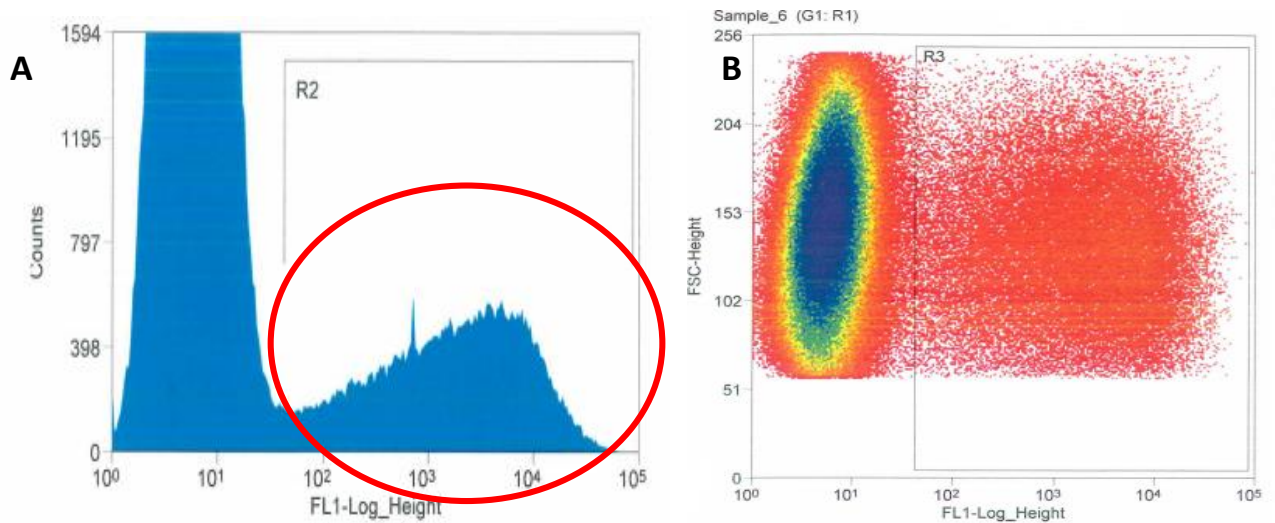 A
1594
1195
797
398
0
Counts
R2
10⁰ 10¹ 10² 10³ 10⁴ 10⁵
FL1-Log_Height
B
Sample_6 (G1: R1)
256
204
153
102
51
0
FSC-Height
R3
10⁰ 10¹ 10² 10³ 10⁴ 10⁵
FL1-Log_Height